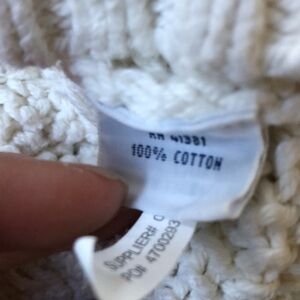 RN 41381
100% COTTON
SUPPLIER#
PO# 4700293